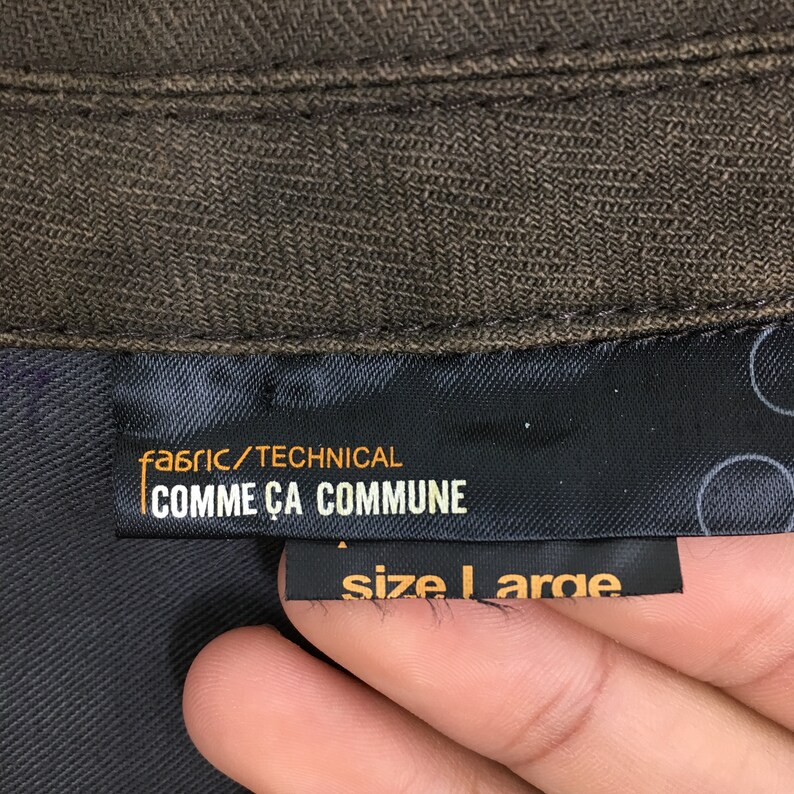 fabric/TECHNICAL
COMME ÇA COMMUNE
size Large